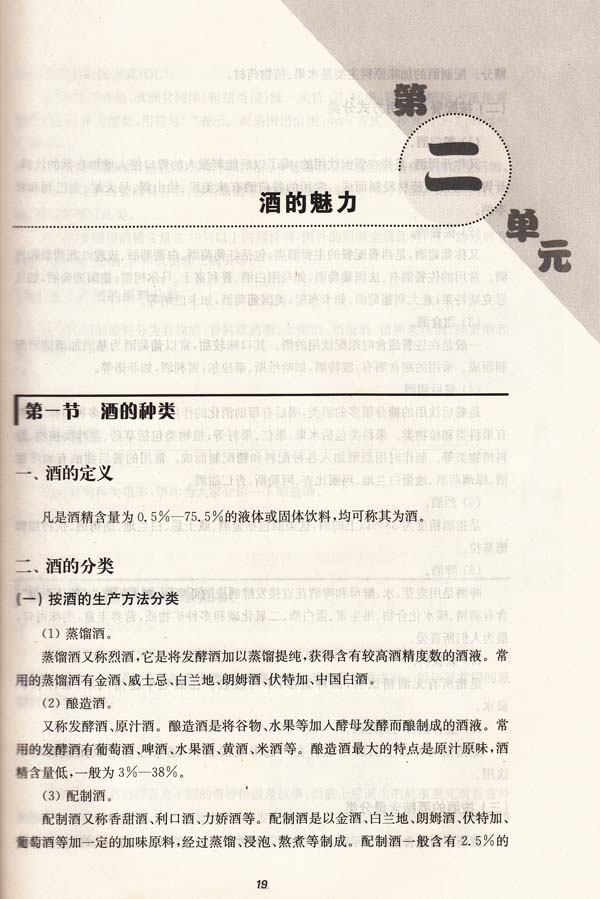 第二单元
酒的魅力
第一节 酒的种类
一、酒的定义
凡是酒精含量为 0.5%—75.5%的液体或固体饮料,均可称其为酒。
二、酒的分类
(一) 按酒的生产方法分类
(1) 蒸馏酒。
蒸馏酒又称烈酒,它是将发酵酒加以蒸馏提纯,获得含有较高酒精度数的酒液。常
用的蒸馏酒有金酒、威士忌、白兰地、朗姆酒、伏特加、中国白酒。
(2) 酿造酒。
又称发酵酒、原汁酒。酿造酒是将谷物、水果等加入酵母发酵而酿制成的酒液。常
用的发酵酒有葡萄酒、啤酒、水果酒、黄酒、米酒等。酿造酒最大的特点是原汁原味,酒
精含量低,一般为 3%—38%。
(3) 配制酒。
配制酒又称香甜酒、利口酒、力娇酒等。配制酒是以金酒、白兰地、朗姆酒、伏特加、
葡萄酒等加一定的加味原料,经过蒸馏、浸泡、熬煮等制成。配制酒一般含有 2.5%的
19